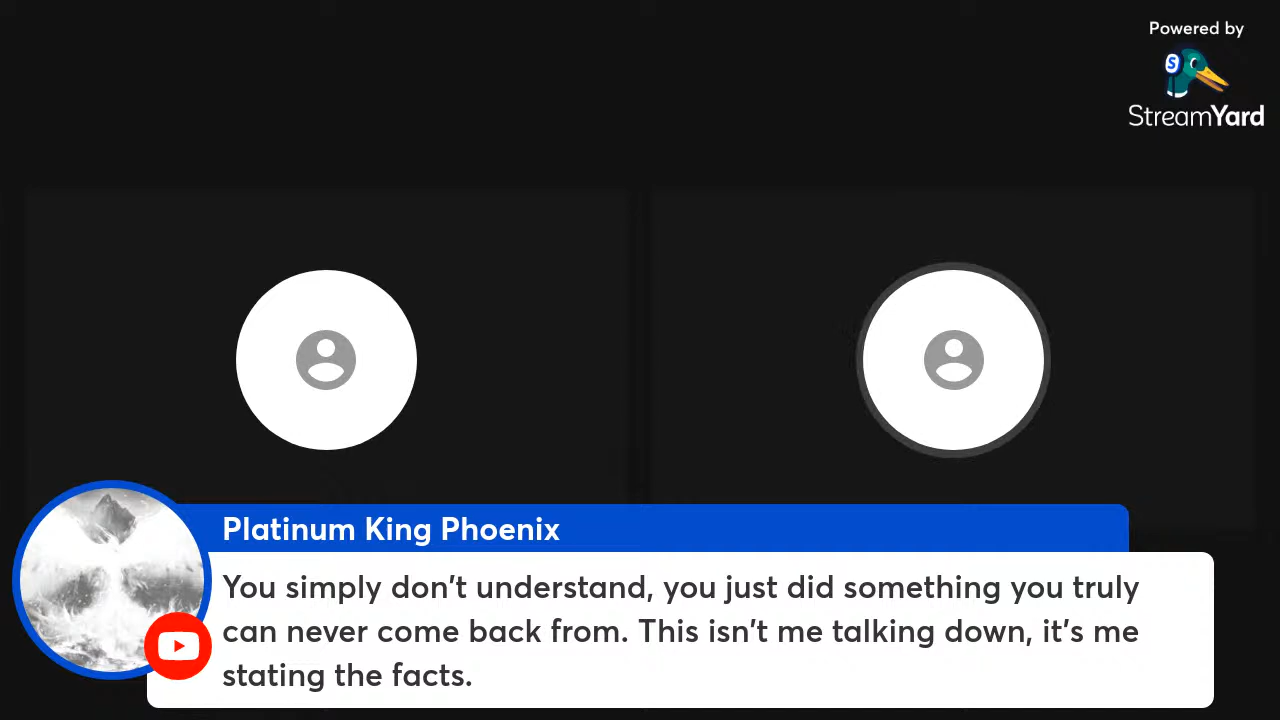 Powered by
S
StreamYard
Platinum King Phoenix
You simply don't understand, you just did something you truly
can never come back from. This isn't me talking down, it's me
stating the facts.